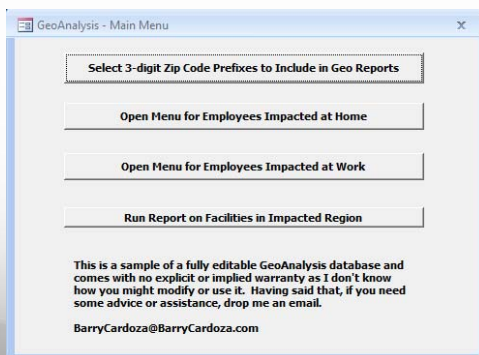 GeoAnalysis - Main Menu
Select 3-digit Zip Code Prefixes to Include in Geo Reports
Open Menu for Employees Impacted at Home
Open Menu for Employees Impacted at Work
Run Report on Facilities in Impacted Region
This is a sample of a fully editable GeoAnalysis database and
comes with no explicit or implied warranty as I don't know
how you might modify or use it.  Having said that, if you need
some advice or assistance, drop me an email.
BarryCardoza@BarryCardoza.com